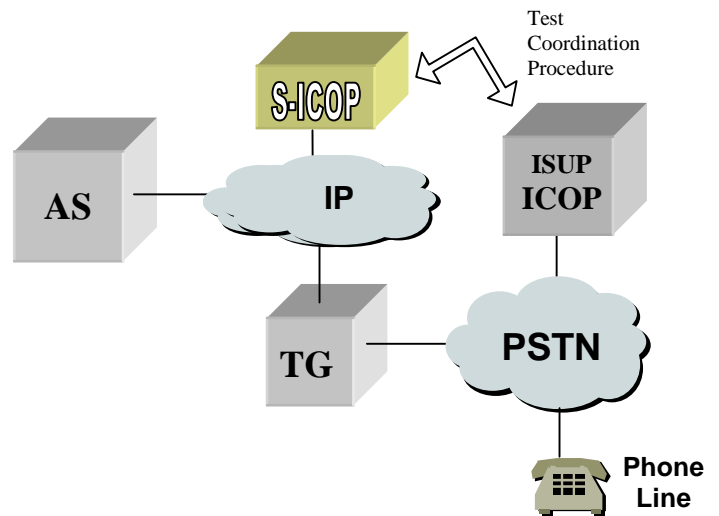 Test
Coordination
Procedure
S-ICOP
ISUP
ICOP
AS
IP
TG
PSTN
Phone
Line